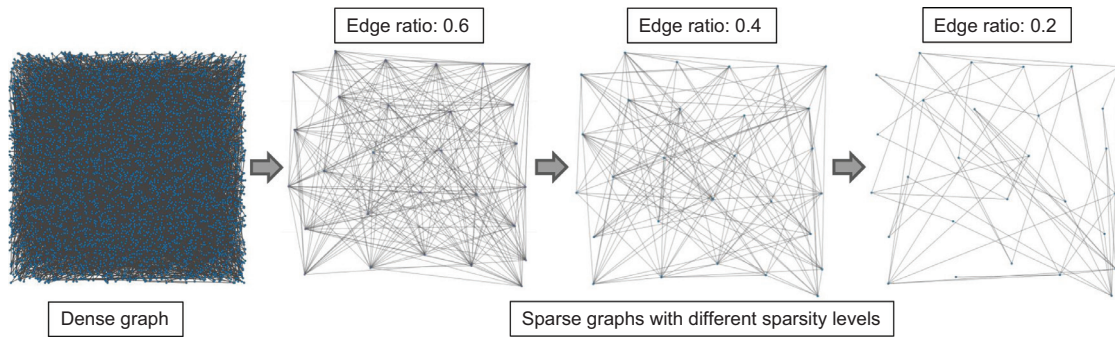 Edge ratio: 0.6
Edge ratio: 0.4
Edge ratio: 0.2
Dense graph
Sparse graphs with different sparsity levels